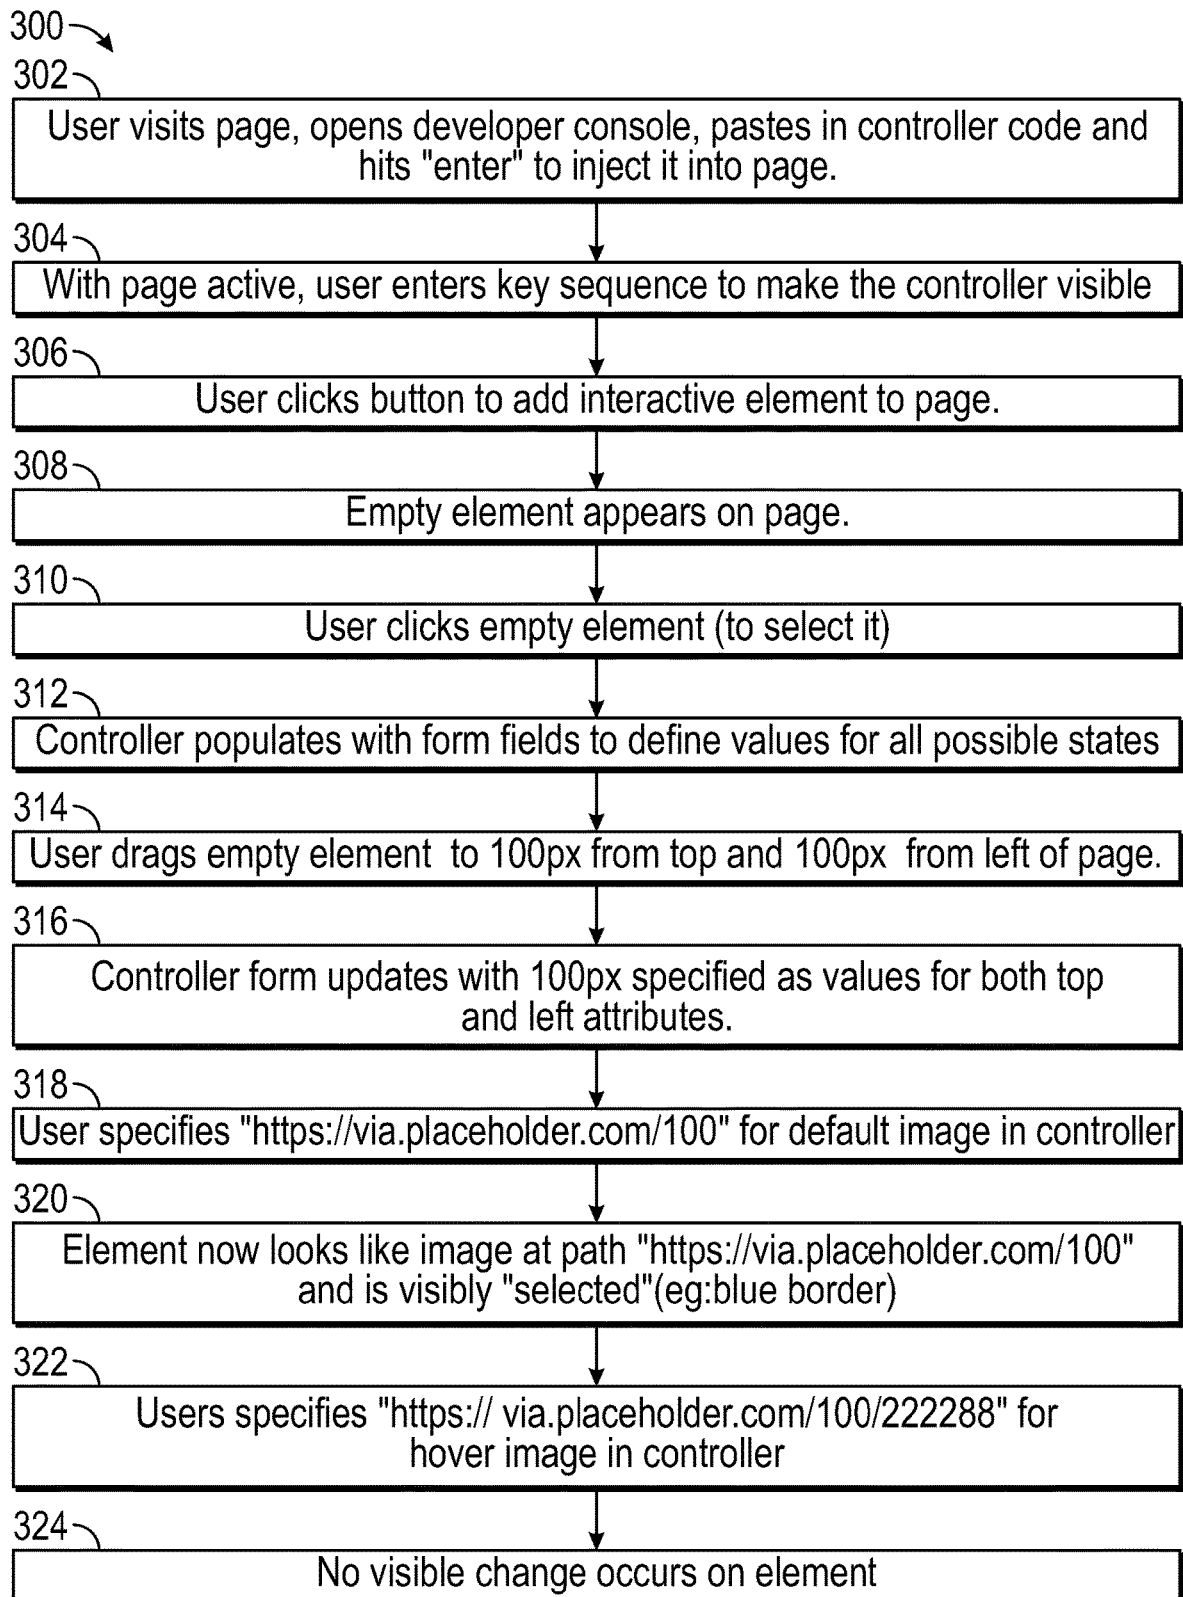 300
302
User visits page, opens developer console, pastes in controller code and
hits "enter" to inject it into page.
304
With page active, user enters key sequence to make the controller visible
306
User clicks button to add interactive element to page.
308
Empty element appears on page.
310
User clicks empty element (to select it)
312
Controller populates with form fields to define values for all possible states
314
User drags empty element  to 100px from top and 100px  from left of page.
316
Controller form updates with 100px specified as values for both top
and left attributes.
318
User specifies "https://via.placeholder.com/100" for default image in controller
320
Element now looks like image at path "https://via.placeholder.com/100"
and is visibly "selected"(eg:blue border)
322
Users specifies "https:// via.placeholder.com/100/222288" for
hover image in controller
324
No visible change occurs on element